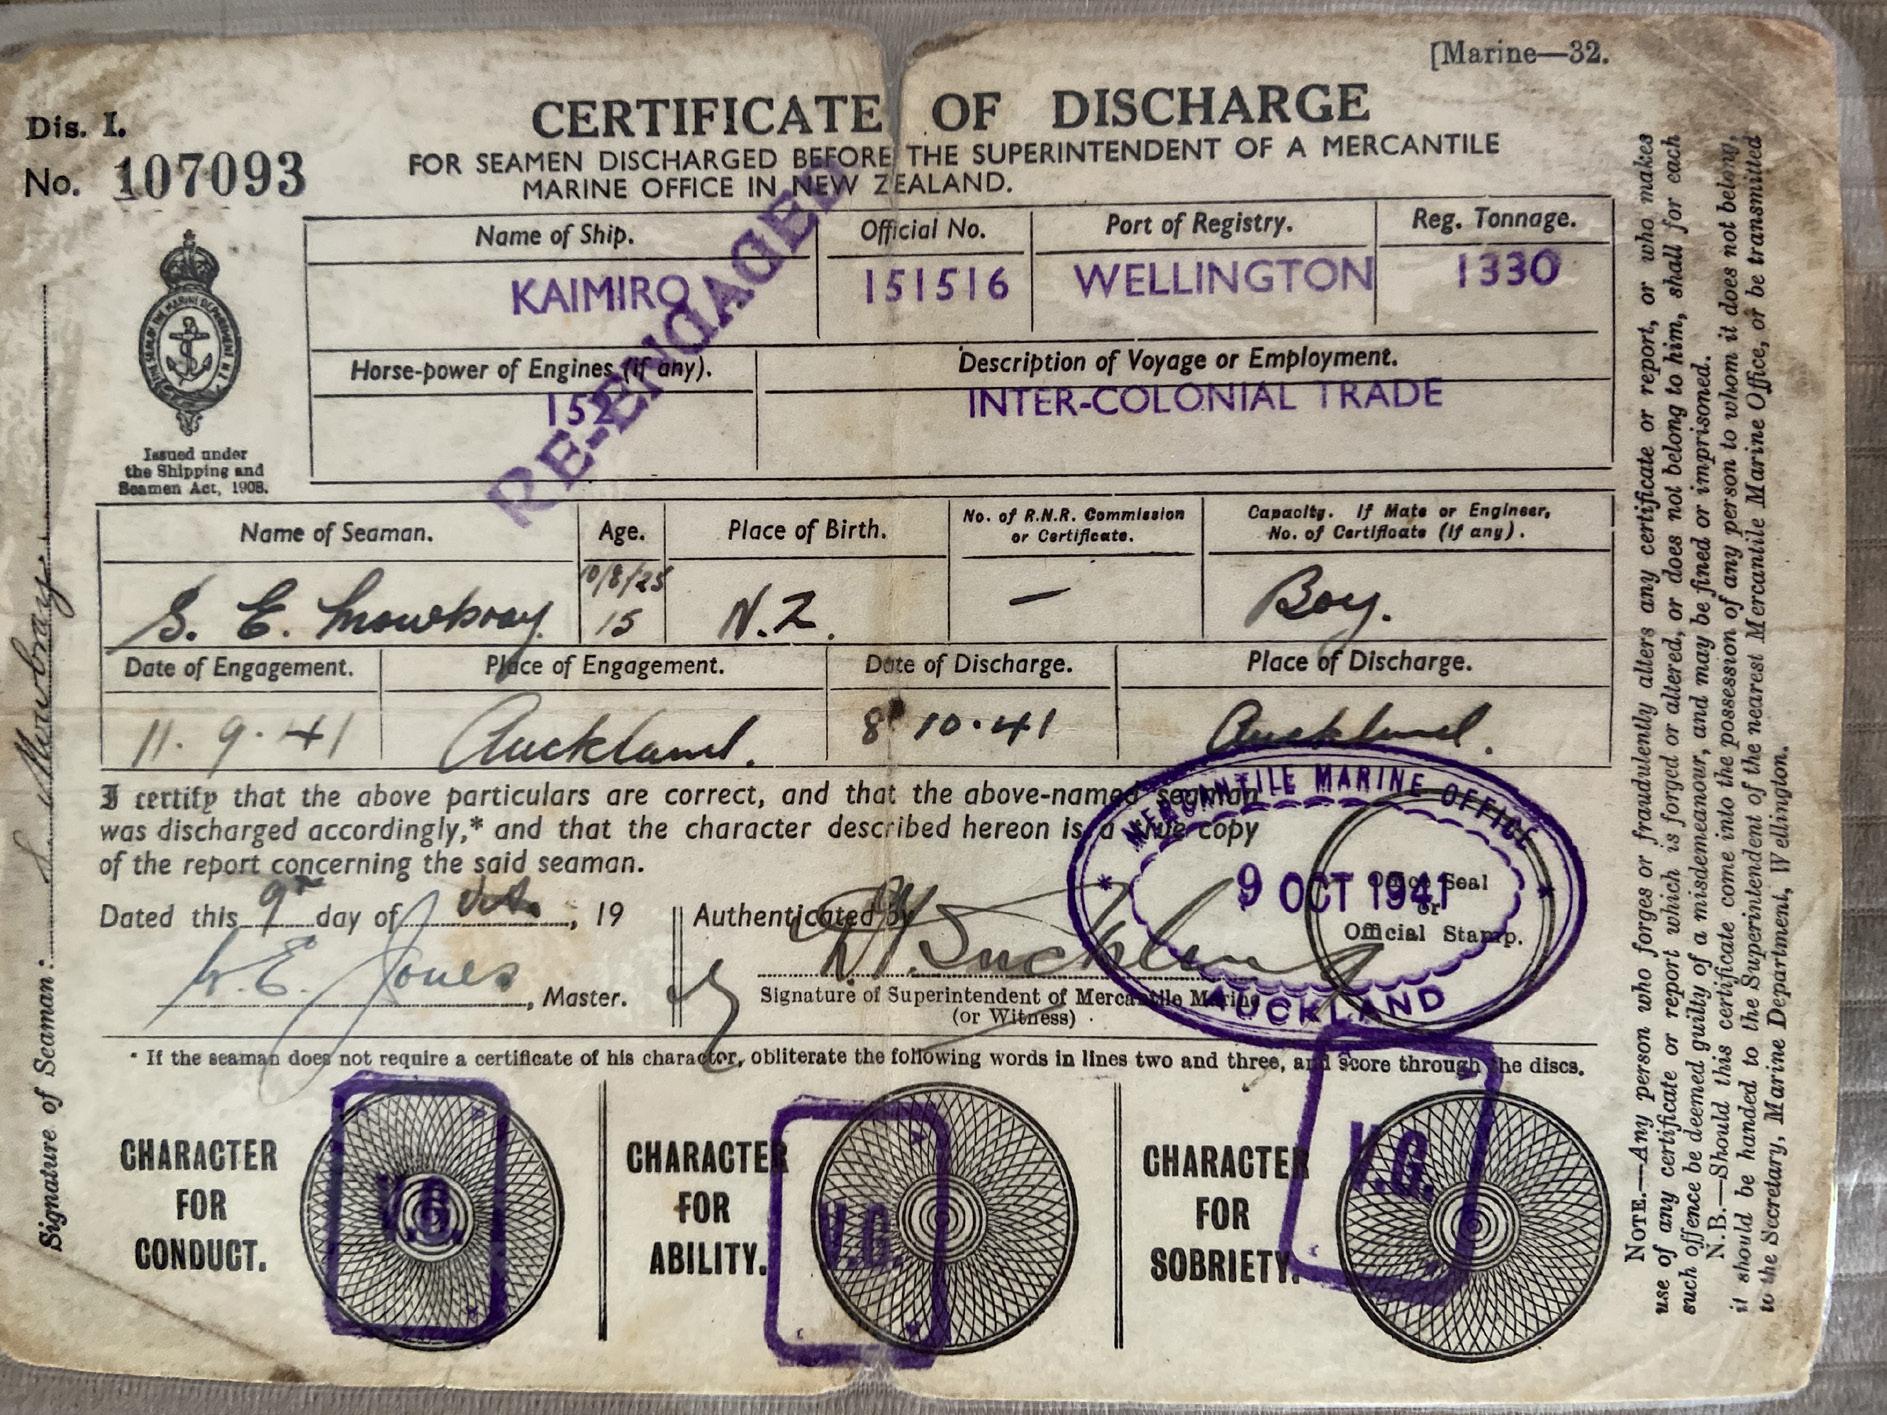 [Marine—32.
Dis. I.
No. 107093
CERTIFICATE OF DISCHARGE
FOR SEAMEN DISCHARGED BEFORE THE SUPERINTENDENT OF A MERCANTILE
MARINE OFFICE IN NEW ZEALAND.
Name of Ship. Official No. Port of Registry. Reg. Tonnage.
KAIMIRO 151516 WELLINGTON 1330
RE-ENGAGED
Horse-power of Engines (if any). Description of Voyage or Employment.
152 INTER-COLONIAL TRADE
Issued under
the Shipping and
Seamen Act, 1908.
Name of Seaman. Age. Place of Birth. No. of R.N.R. Commission or Certificate. Capacity. If Mate or Engineer, No. of Certificate (if any).
10/8/25
S. E. Mowbray. 15 N.Z. — Boy.
Date of Engagement. Place of Engagement. Date of Discharge. Place of Discharge.
11.9.41 Auckland. 8 10.41 Auckland.
I certify that the above particulars are correct, and that the above-named seaman
was discharged accordingly,* and that the character described hereon is a true copy
of the report concerning the said seaman.
Dated this 9th day of Oct., 19
W. E. Jones, Master.
Authenticated by
Signature of Superintendent of Mercantile Marine
(or Witness)
MERCANTILE MARINE OFFICE
9 OCT 1941
Seal
or
Official Stamp.
AUCKLAND
* If the seaman does not require a certificate of his character, obliterate the following words in lines two and three, and score through the discs.
CHARACTER
FOR
CONDUCT.
V.G.
CHARACTER
FOR
ABILITY.
V.G.
CHARACTER
FOR
SOBRIETY.
V.G.
Signature of Seaman: S Mowbray
NOTE.—Any person who forges or fraudulently alters any certificate or report, or who makes
use of any certificate or report which is forged or altered, or does not belong to him, shall for each
such offence be deemed guilty of a misdemeanour, and may be fined or imprisoned.
N.B.—Should this certificate come into the possession of any person to whom it does not belong,
it should be handed to the Superintendent of the nearest Mercantile Marine Office, or be transmitted
to the Secretary, Marine Department, Wellington.